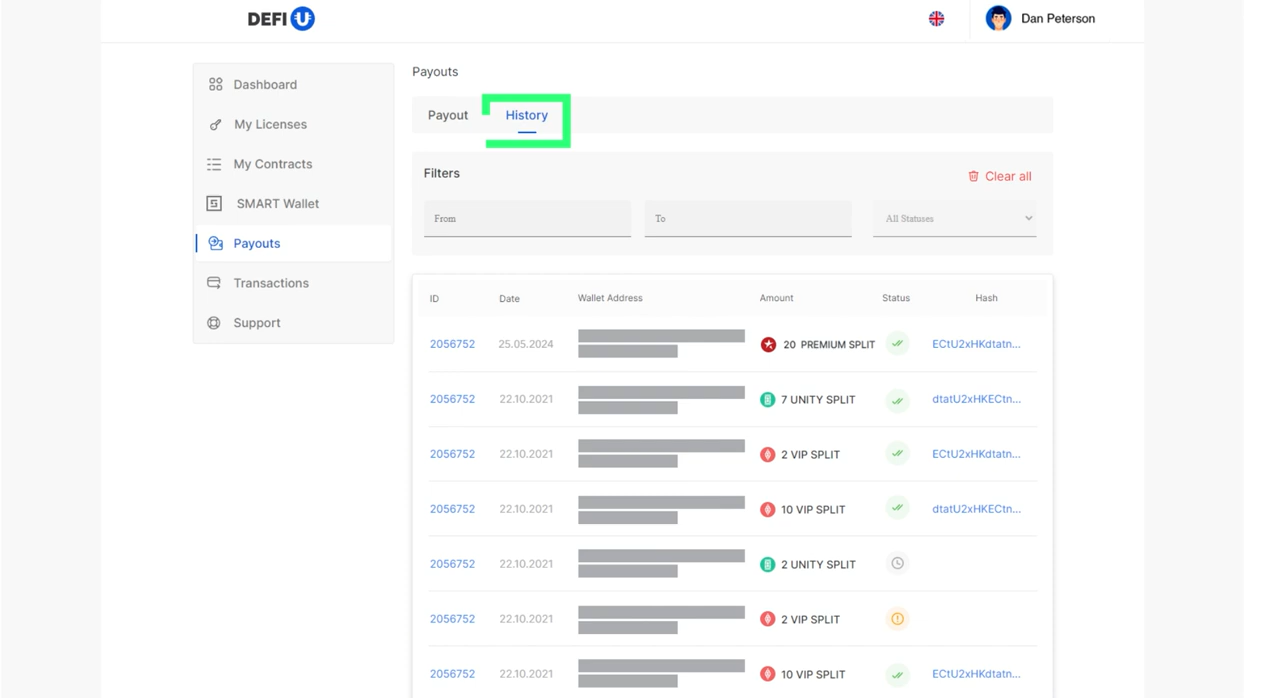 DEFI U
Dan Peterson
Dashboard
My Licenses
My Contracts
SMART Wallet
Payouts
Transactions
Support
Payouts
Payout History
Filters
Clear all
From To All Statuses
ID Date Wallet Address Amount Status Hash
2056752 25.05.2024 20 PREMIUM SPLIT ECtU2xHKdtatn...
2056752 22.10.2021 7 UNITY SPLIT dtatU2xHKECtn...
2056752 22.10.2021 2 VIP SPLIT ECtU2xHKdtatn...
2056752 22.10.2021 10 VIP SPLIT dtatU2xHKECtn...
2056752 22.10.2021 2 UNITY SPLIT
2056752 22.10.2021 2 VIP SPLIT
2056752 22.10.2021 10 VIP SPLIT ECtU2xHKdtatn...